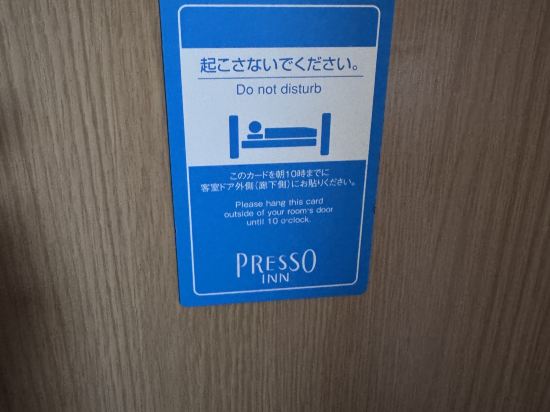 起こさないでください。
Do not disturb
このカードを朝10時までに
客室ドア外側(廊下側)にお貼りください。
Please hang this card
outside of your room's door
until 10 o'clock.
PRESSO
INN